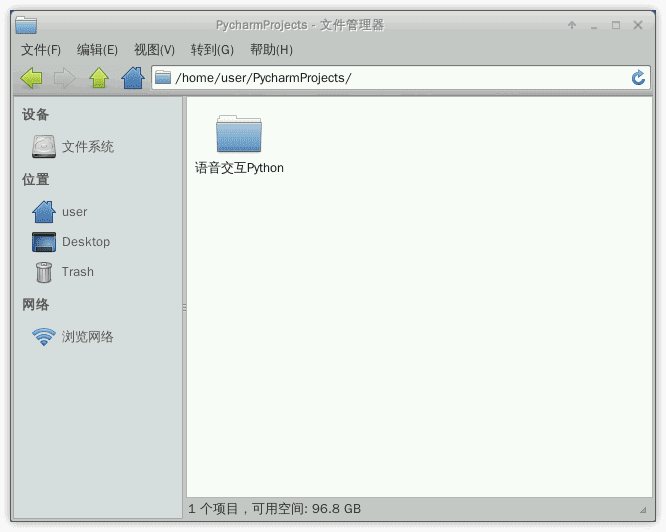 PycharmProjects - 文件管理器
文件(F) 编辑(E) 视图(V) 转到(G) 帮助(H)
/home/user/PycharmProjects/
设备
文件系统
位置
user
Desktop
Trash
网络
浏览网络
语音交互Python
1 个项目，可用空间: 96.8 GB